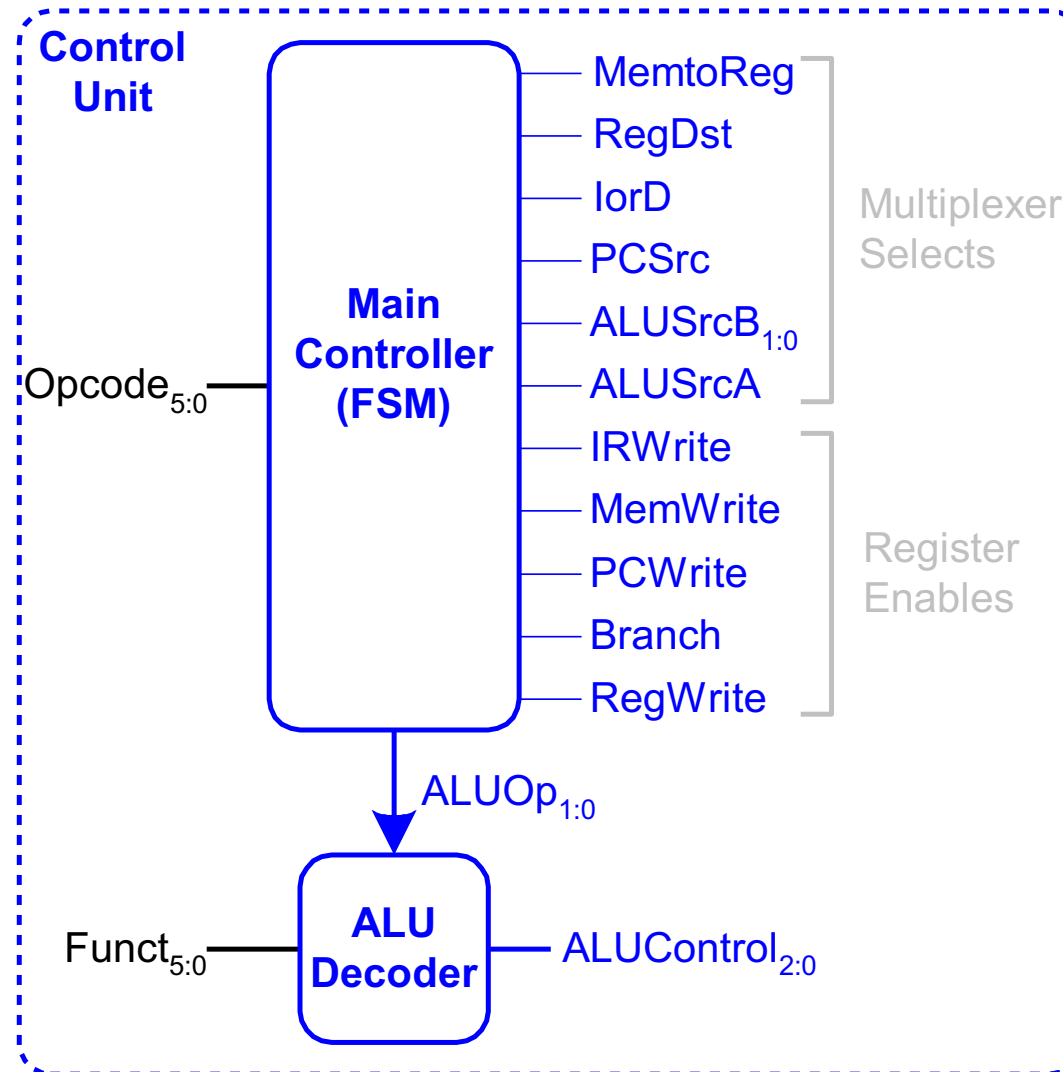 Control
Unit
MemtoReg
RegDst
IorD
PCSrc
ALUSrcB1:0
ALUSrcA
IRWrite
MemWrite
PCWrite
Branch
RegWrite
Multiplexer
Selects
Register
Enables
Main
Controller
(FSM)
Opcode5:0
ALUOp1:0
ALU
Decoder
Funct5:0
ALUControl2:0